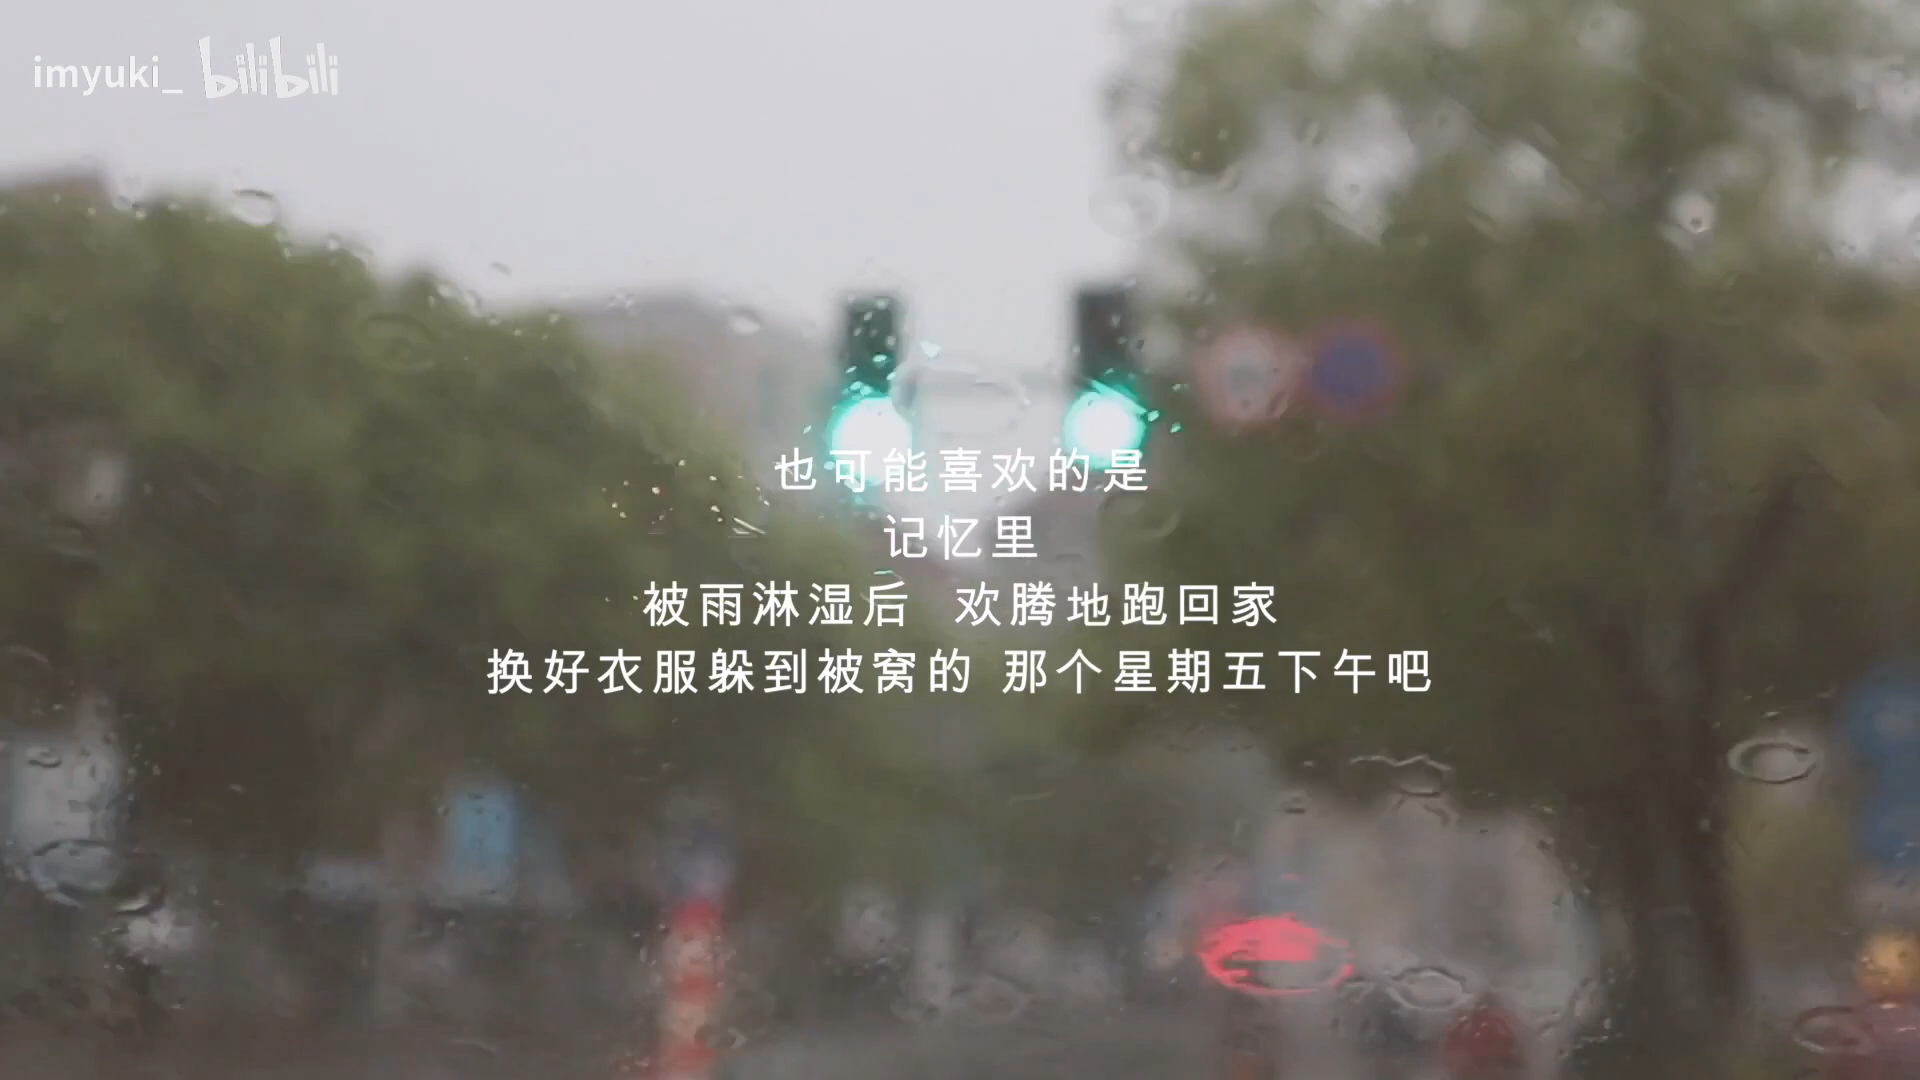 imyuki_ bilibili
也可能喜欢的是
记忆里
被雨淋湿后 欢腾地跑回家
换好衣服躲到被窝的 那个星期五下午吧